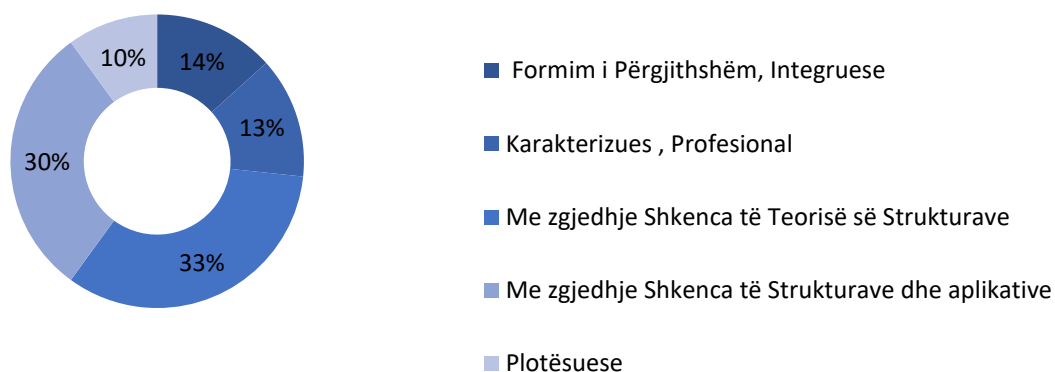 10%
14%
13%
30%
33%
Formim i Përgjithshëm, Integruese
Karakterizues , Profesional
Me zgjedhje Shkenca të Teorisë së Strukturave
Me zgjedhje Shkenca të Strukturave dhe aplikative
Plotësuese